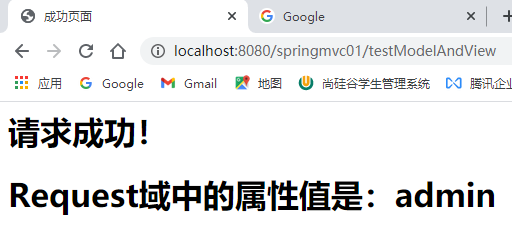 成功页面
Google
localhost:8080/springmvc01/testModelAndView
应用 Google Gmail 地图 尚硅谷学生管理系统 腾讯企业
请求成功！
Request域中的属性值是：admin